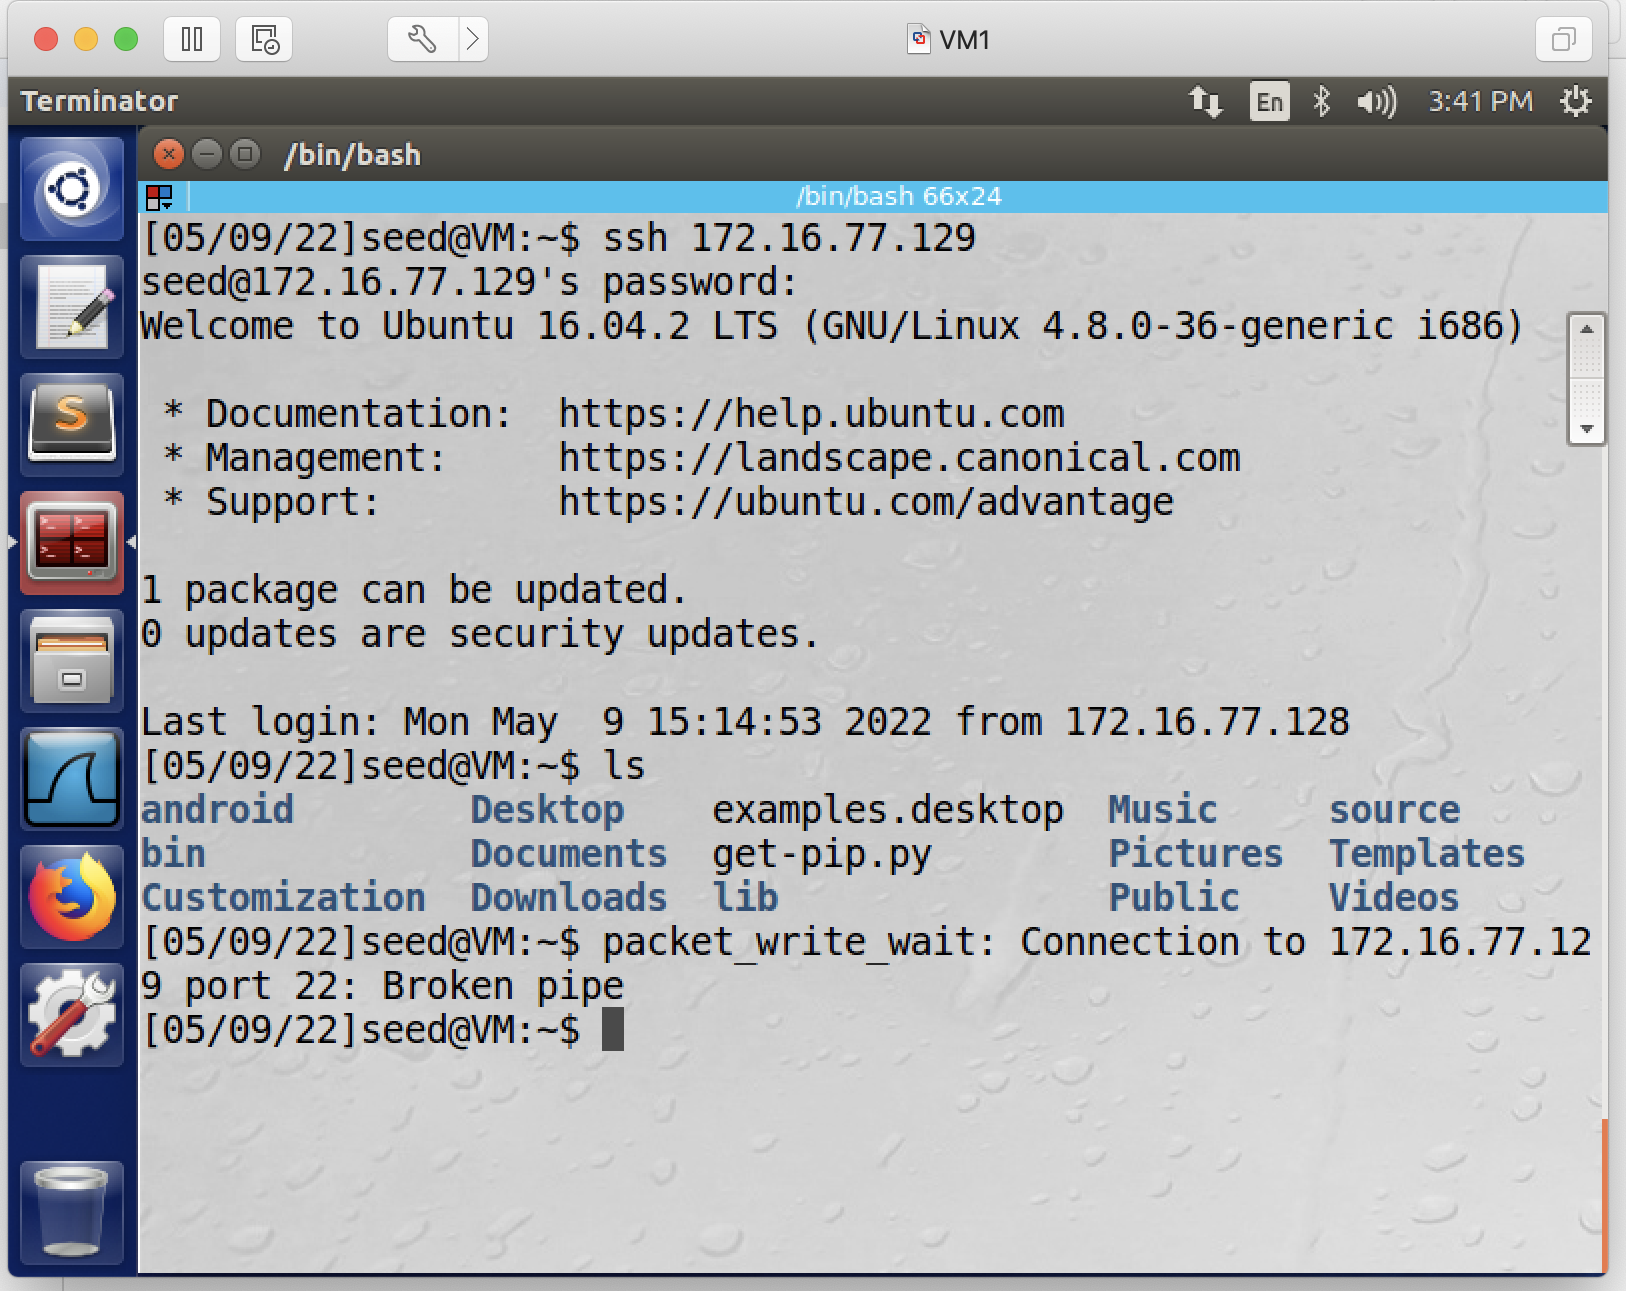 VM1
Terminator
En
3:41 PM
/bin/bash
/bin/bash 66x24
[05/09/22]seed@VM:~$ ssh 172.16.77.129
seed@172.16.77.129's password:
Welcome to Ubuntu 16.04.2 LTS (GNU/Linux 4.8.0-36-generic i686)
* Documentation:  https://help.ubuntu.com
* Management:     https://landscape.canonical.com
* Support:        https://ubuntu.com/advantage
1 package can be updated.
0 updates are security updates.
Last login: Mon May  9 15:14:53 2022 from 172.16.77.128
[05/09/22]seed@VM:~$ ls
android        Desktop    examples.desktop  Music     source
bin            Documents  get-pip.py        Pictures  Templates
Customization  Downloads  lib               Public    Videos
[05/09/22]seed@VM:~$ packet_write_wait: Connection to 172.16.77.12
9 port 22: Broken pipe
[05/09/22]seed@VM:~$